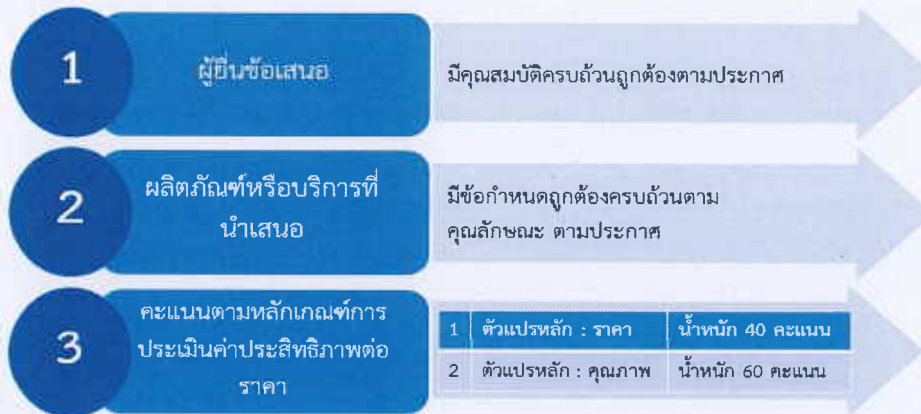 1
ผู้ยื่นข้อเสนอ
มีคุณสมบัติครบถ้วนถูกต้องตามประกาศ
2
ผลิตภัณฑ์หรือบริการที่
นำเสนอ
มีข้อกำหนดถูกต้องครบถ้วนตาม
คุณลักษณะ ตามประกาศ
3
คะแนนตามหลักเกณฑ์การ
ประเมินค่าประสิทธิภาพต่อ
ราคา
1 ตัวแปรหลัก : ราคา น้ำหนัก 40 คะแนน
2 ตัวแปรหลัก : คุณภาพ น้ำหนัก 60 คะแนน